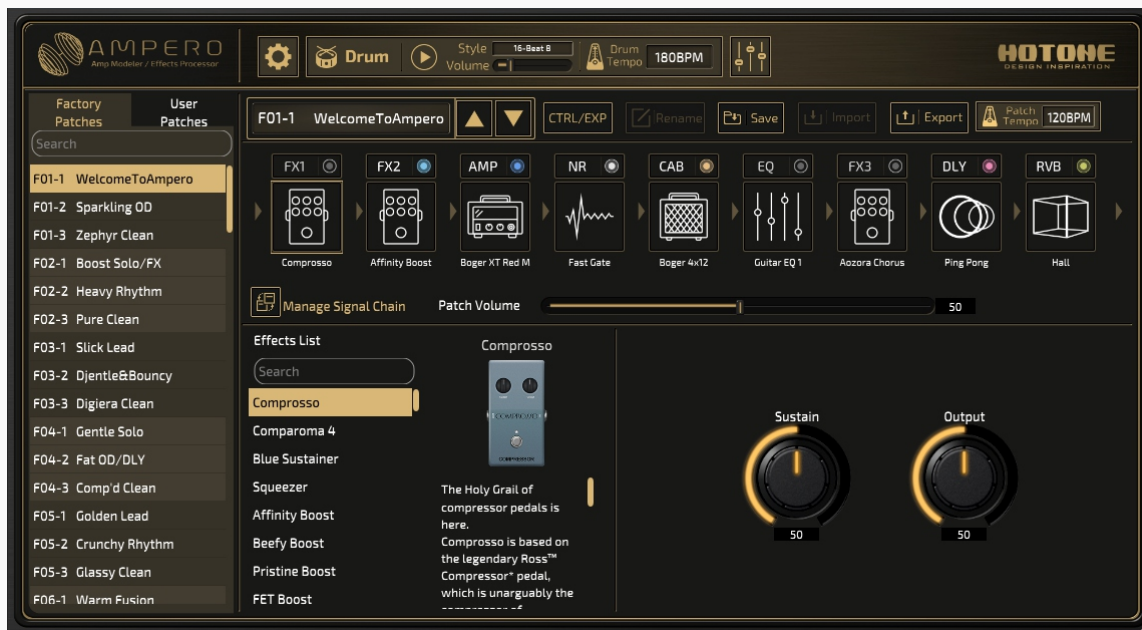 AMPERO
Amp Modeler / Effects Processor
Drum
Style
16-Beat 8
Volume
Drum
Tempo
180BPM
HOTONE
DESIGN INSPIRATION
Factory
Patches
User
Patches
Search
F01-1 WelcomeToAmpero
F01-2 Sparkling OD
F01-3 Zephyr Clean
F02-1 Boost Solo/FX
F02-2 Heavy Rhythm
F02-3 Pure Clean
F03-1 Slick Lead
F03-2 Djentle&Bouncy
F03-3 Digiera Clean
F04-1 Gentle Solo
F04-2 Fat OD/DLY
F04-3 Comp'd Clean
F05-1 Golden Lead
F05-2 Crunchy Rhythm
F05-3 Glassy Clean
F06-1 Warm Fusion
F01-1 WelcomeToAmpero
CTRL/EXP
Rename
Save
Import
Export
Patch
Tempo
120BPM
FX1
FX2
AMP
NR
CAB
EQ
FX3
DLY
RVB
Comprosso
Affinity Boost
Boger XT Red M
Fast Gate
Boger 4x12
Guitar EQ 1
Aozora Chorus
Ping Pong
Hall
Manage Signal Chain
Patch Volume
50
Effects List
Search
Comprosso
Comparoma 4
Blue Sustainer
Squeezer
Affinity Boost
Beefy Boost
Pristine Boost
FET Boost
Comprosso
COMPRESSOR
The Holy Grail of
compressor pedals is
here.
Comprosso is based on
the legendary Ross™
Compressor* pedal,
which is unarguably the
Sustain
50
Output
50